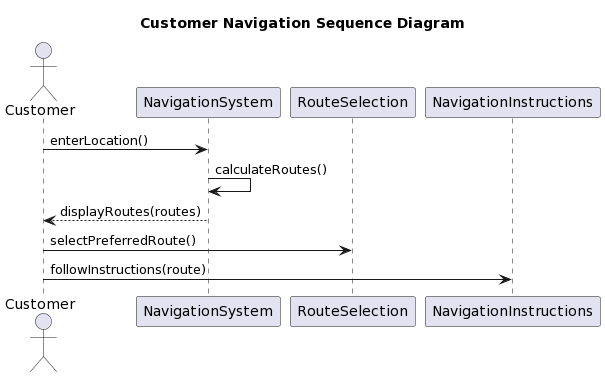 Customer Navigation Sequence Diagram
Customer
NavigationSystem
RouteSelection
NavigationInstructions
enterLocation()
calculateRoutes()
displayRoutes(routes)
selectPreferredRoute()
followInstructions(route)
Customer
NavigationSystem
RouteSelection
NavigationInstructions